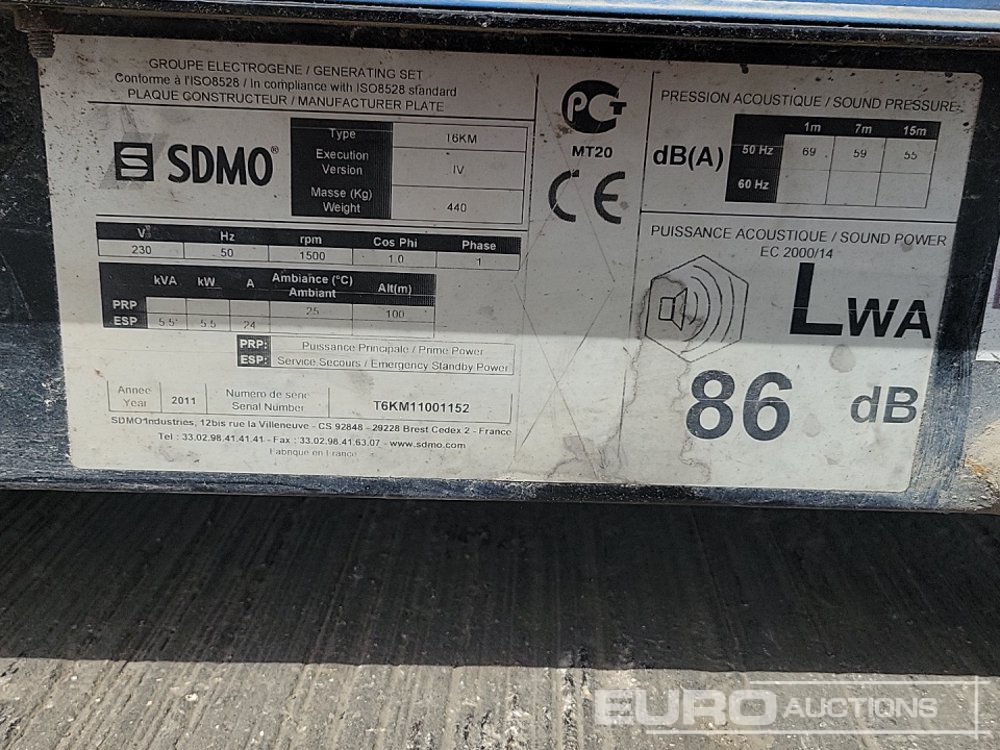 GROUPE ELECTROGENE / GENERATING SET
Conforme à l'ISO8528 / In compliance with ISO8528 standard
PLAQUE CONSTRUCTEUR / MANUFACTURER PLATE
SDMO®
Type T6KM
Execution Version IV
Masse (Kg) Weight 440
V Hz rpm Cos Phi Phase
230 50 1500 1.0 1
kVA kW A Ambiance (°C) Ambiant Alt(m)
PRP 25 100
ESP 5.5 5.5 24
PRP: Puissance Principale / Prime Power
ESP: Service Secours / Emergency Standby Power
Annee Year 2011 Numéro de serie Serial Number T6KM11001152
SDMO Industries, 12bis rue la Villeneuve - CS 92848 - 29228 Brest Cedex 2 - France
Tel : 33.02.98.41.41.41 - Fax : 33.02.98.41.63.07 - www.sdmo.com
Fabriqué en France
PCT
MT20
CE
PRESSION ACOUSTIQUE / SOUND PRESSURE
dB(A)
1m 7m 15m
50 Hz 69 59 55
60 Hz
PUISSANCE ACOUSTIQUE / SOUND POWER
EC 2000/14
LWA
86 dB
EURO AUCTIONS